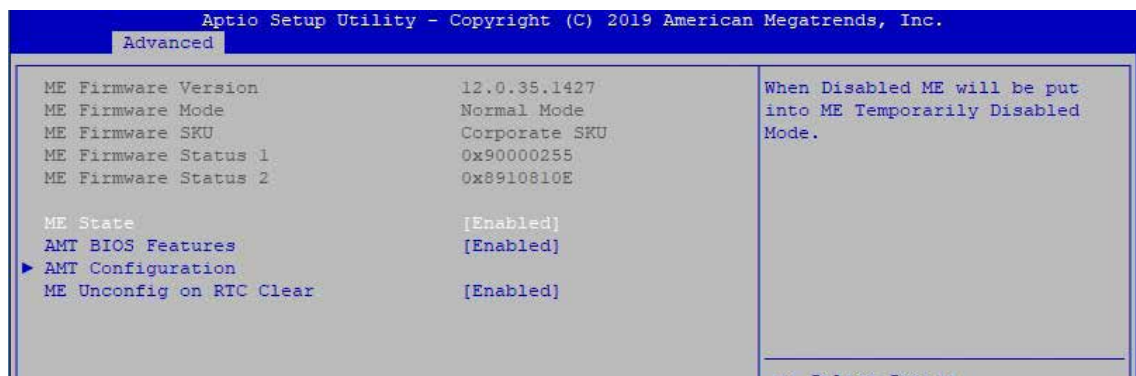 Aptio Setup Utility - Copyright (C) 2019 American Megatrends, Inc.
Advanced
ME Firmware Version 12.0.35.1427
ME Firmware Mode Normal Mode
ME Firmware SKU Corporate SKU
ME Firmware Status 1 0x90000255
ME Firmware Status 2 0x8910810E
ME State [Enabled]
AMT BIOS Features [Enabled]
► AMT Configuration
ME Unconfig on RTC Clear [Enabled]
When Disabled ME will be put
into ME Temporarily Disabled
Mode.